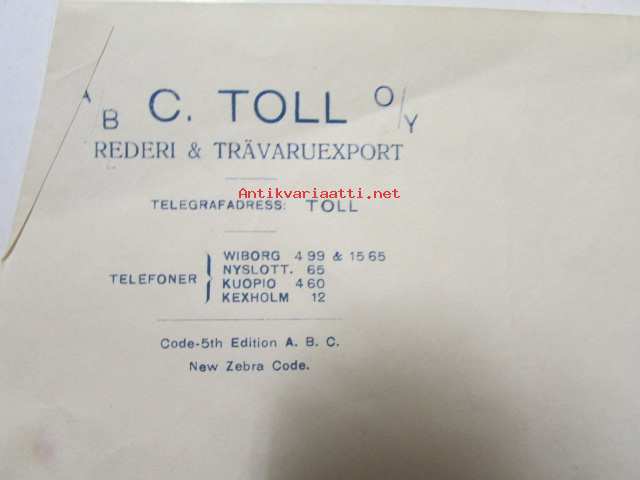 A/B C. TOLL O/Y
REDERI & TRÄVARUEXPORT
Antikvariaatti.net
TELEGRAFADRESS: TOLL
TELEFONER
WIBORG 4 99 & 15 65
NYSLOTT. 65
KUOPIO 4 60
KEXHOLM 12
Code-5th Edition A. B. C.
New Zebra Code.